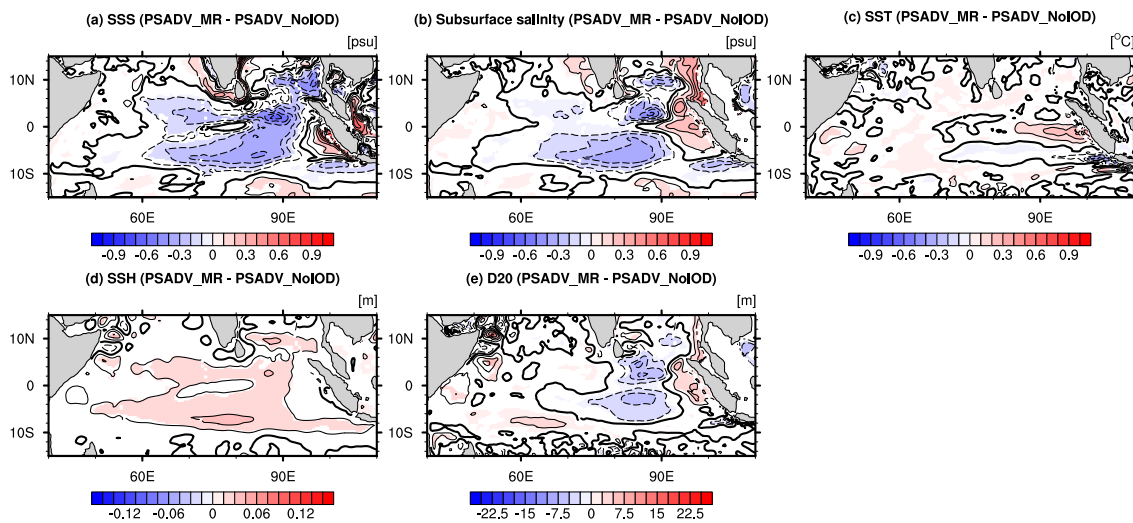 (a) SSS (PSADV_MR - PSADV_NoIOD)
[psu]
10N
0
10S
60E 90E
-0.9 -0.6 -0.3 0 0.3 0.6 0.9
(b) Subsurface salinity (PSADV_MR - PSADV_NoIOD)
[psu]
10N
0
10S
60E 90E
-0.9 -0.6 -0.3 0 0.3 0.6 0.9
(c) SST (PSADV_MR - PSADV_NoIOD)
[°C]
10N
0
10S
60E 90E
-0.9 -0.6 -0.3 0 0.3 0.6 0.9
(d) SSH (PSADV_MR - PSADV_NoIOD)
[m]
10N
0
10S
60E 90E
-0.12 -0.06 0 0.06 0.12
(e) D20 (PSADV_MR - PSADV_NoIOD)
[m]
10N
0
10S
60E 90E
-22.5 -15 -7.5 0 7.5 15 22.5